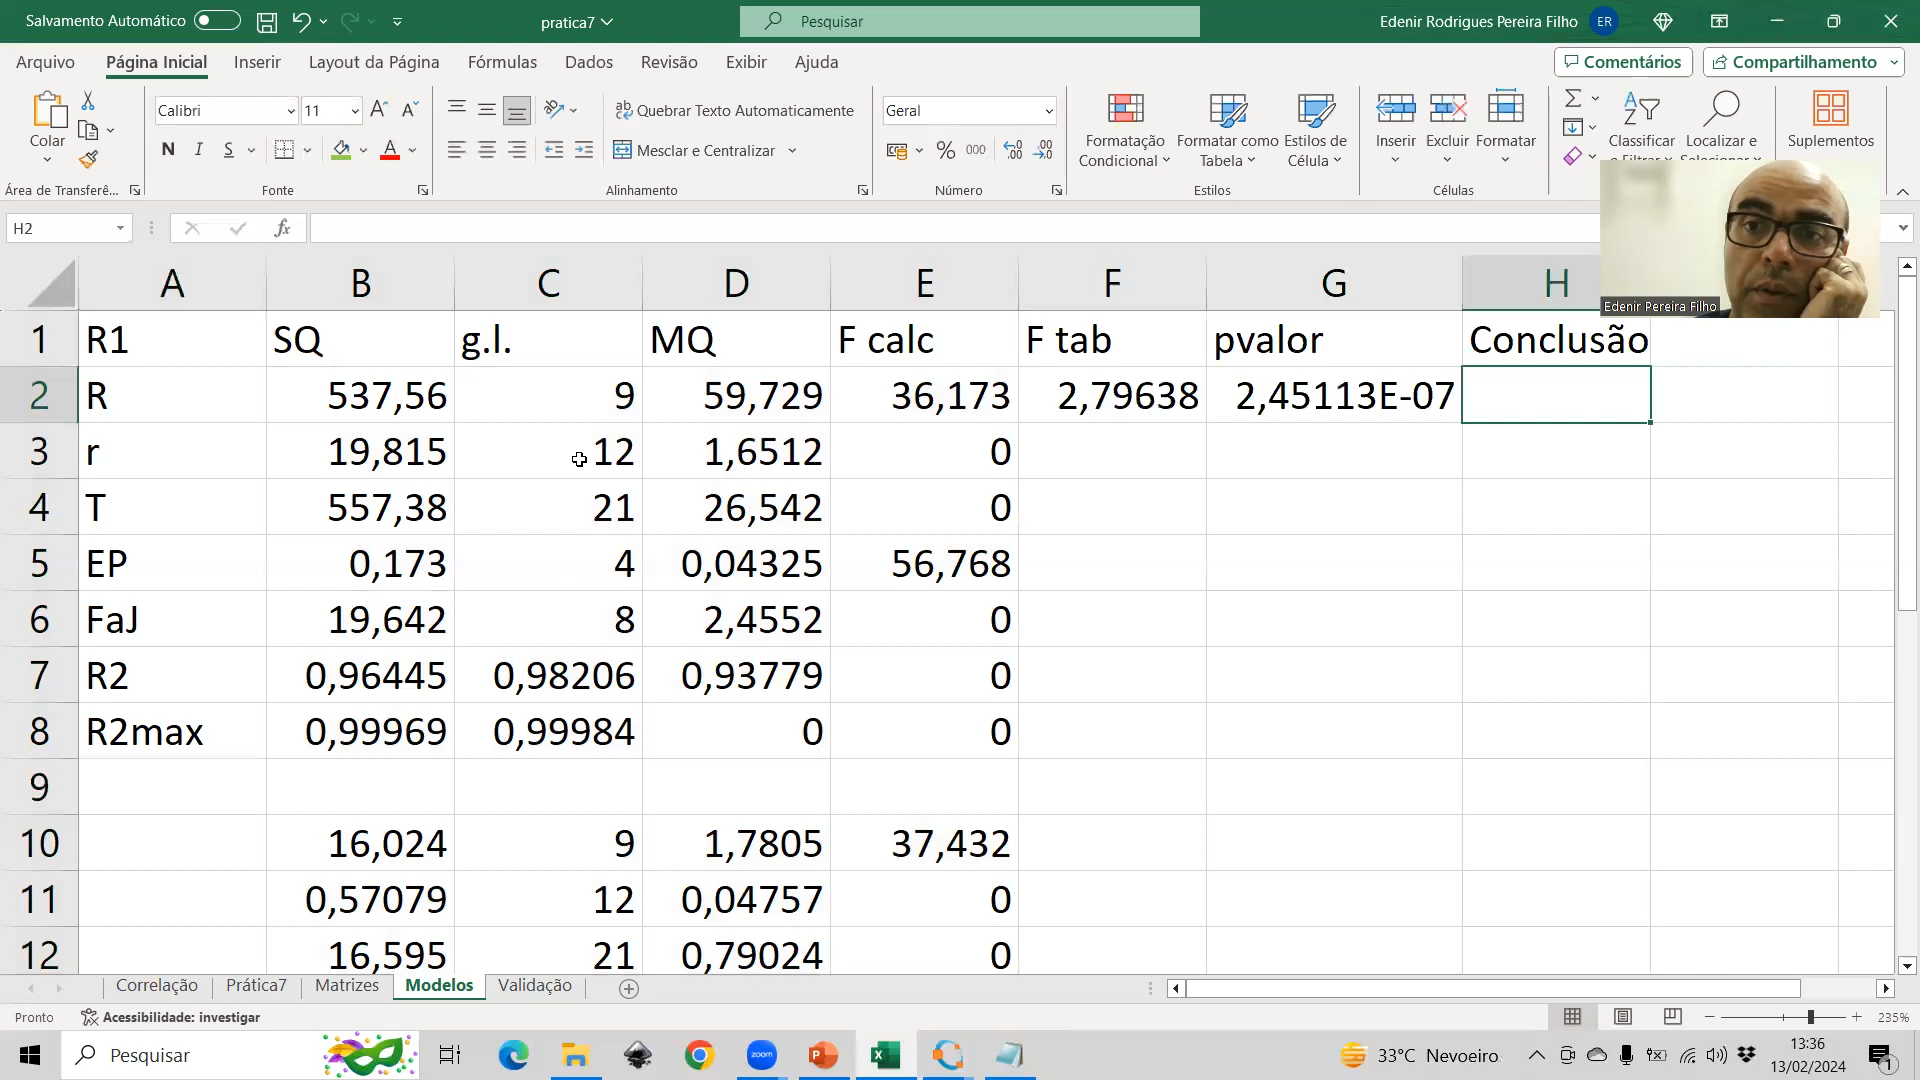 Salvamento Automático
pratica7
Pesquisar
Edenir Rodrigues Pereira Filho
ER
Arquivo
Página Inicial
Inserir
Layout da Página
Fórmulas
Dados
Revisão
Exibir
Ajuda
Comentários
Compartilhamento
Colar
Calibri
11
N I S
Quebrar Texto Automaticamente
Mesclar e Centralizar
Geral
% 000
Formatação Condicional
Formatar como Tabela
Estilos de Célula
Inserir
Excluir
Formatar
Classificar
e Filtrar
Localizar e
Selecionar
Suplementos
Área de Transferê...
Fonte
Alinhamento
Número
Estilos
Células
H2
fx
Edenir Pereira Filho
A B C D E F G H
1 R1 SQ g.l. MQ F calc F tab pvalor Conclusão
2 R 537,56 9 59,729 36,173 2,79638 2,45113E-07
3 r 19,815 12 1,6512 0
4 T 557,38 21 26,542 0
5 EP 0,173 4 0,04325 56,768
6 FaJ 19,642 8 2,4552 0
7 R2 0,96445 0,98206 0,93779 0
8 R2max 0,99969 0,99984 0 0
9
10 16,024 9 1,7805 37,432
11 0,57079 12 0,04757 0
12 16,595 21 0,79024 0
Correlação
Prática7
Matrizes
Modelos
Validação
Pronto
Acessibilidade: investigar
235%
Pesquisar
zoom
33°C Nevoeiro
13:36
13/02/2024
1